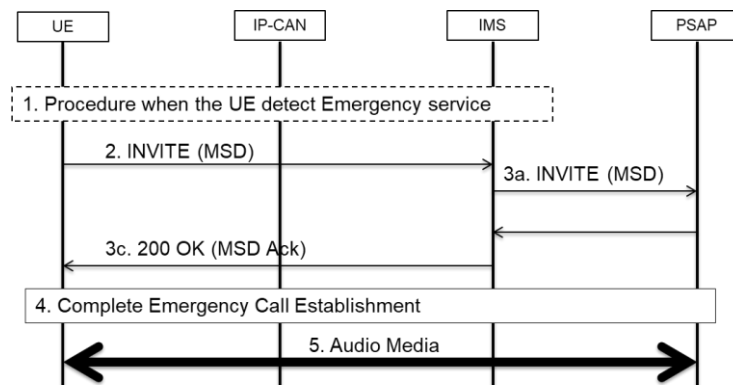 UE
IP-CAN
IMS
PSAP
1. Procedure when the UE detect Emergency service
2. INVITE (MSD)
3a. INVITE (MSD)
3c. 200 OK (MSD Ack)
4. Complete Emergency Call Establishment
5. Audio Media